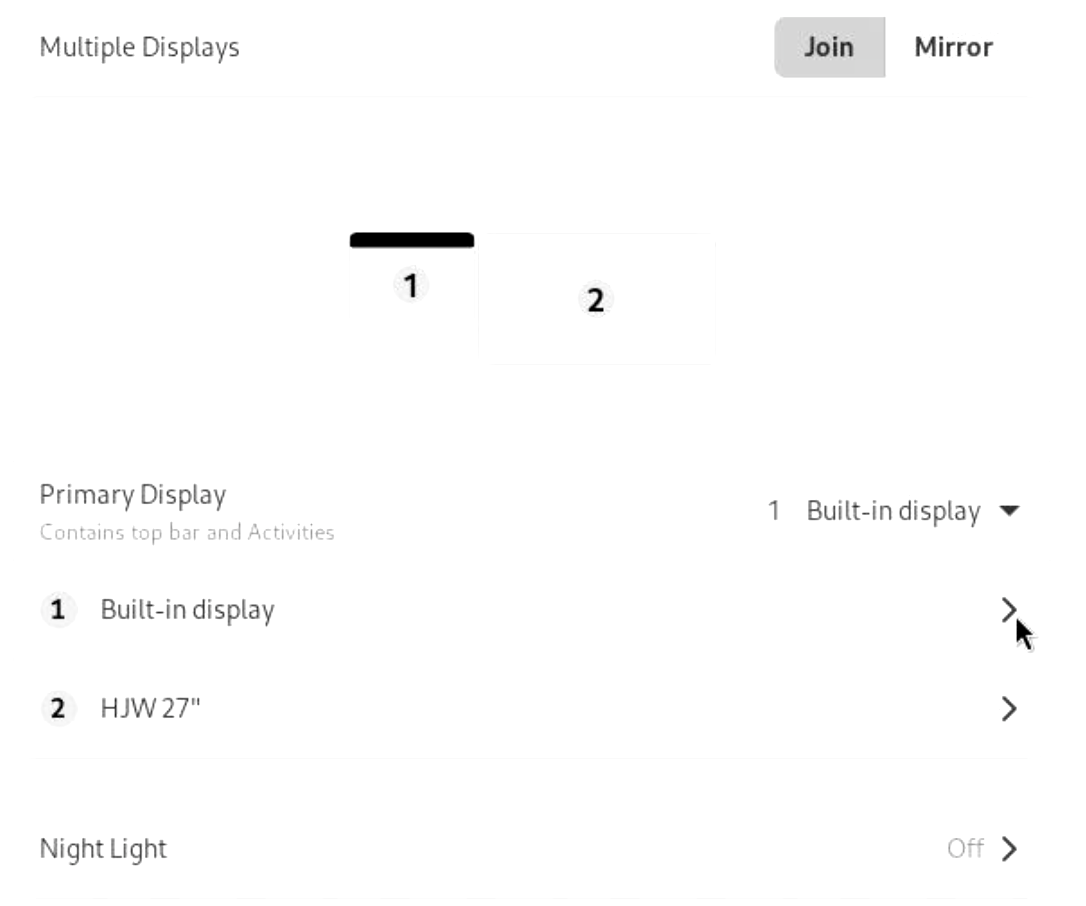 Multiple Displays
Join Mirror
1
2
Primary Display
Contains top bar and Activities
1 Built-in display
1 Built-in display
2 HJW 27"
Night Light
Off